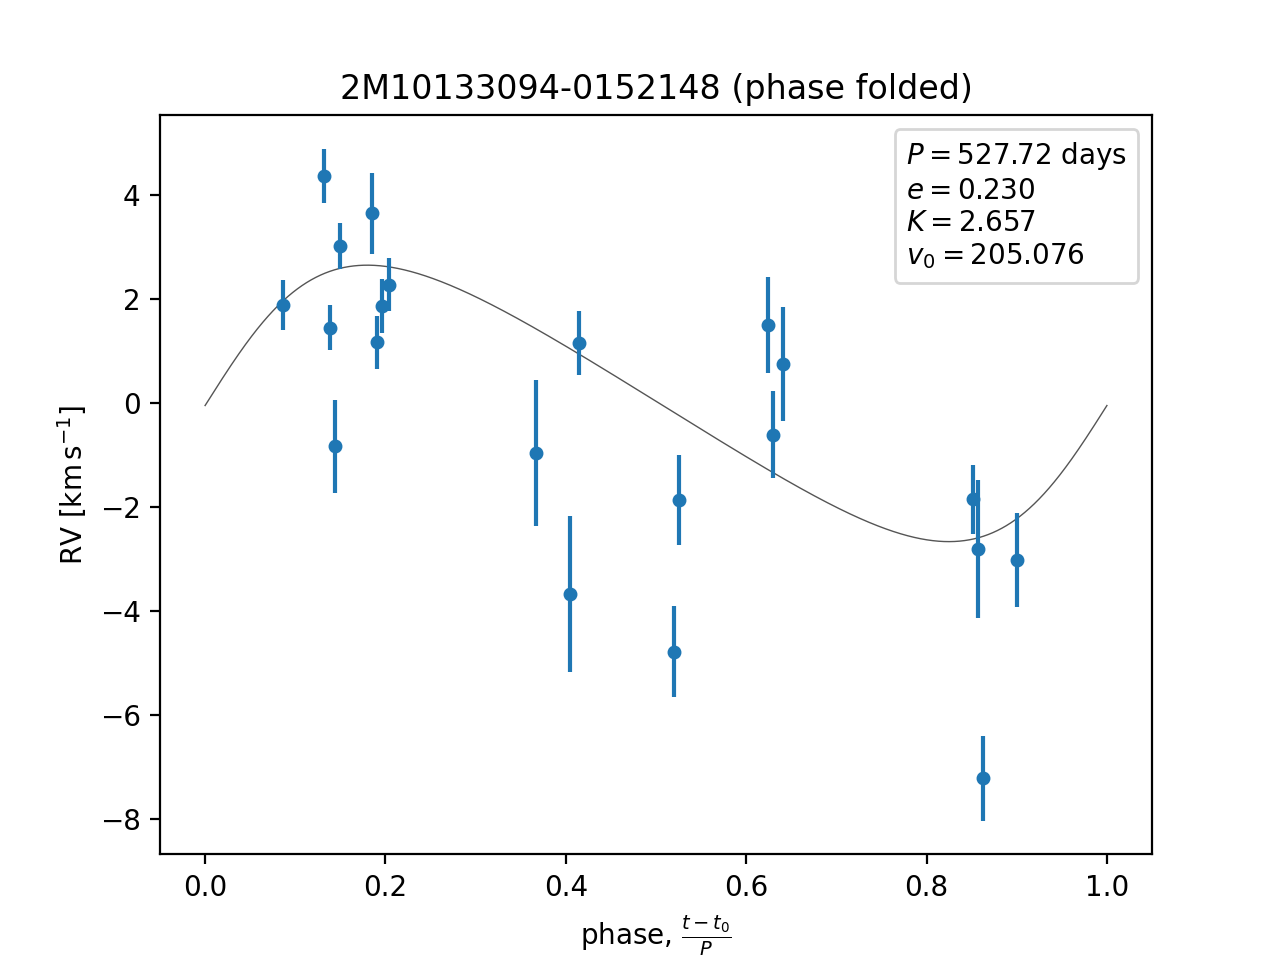 2M10133094-0152148 (phase folded)
P = 527.72 days
e = 0.230
K = 2.657
v₀ = 205.076
4
2
0
−2
−4
−6
−8
RV [km s⁻¹]
0.0 0.2 0.4 0.6 0.8 1.0
phase, (t − t₀)/P